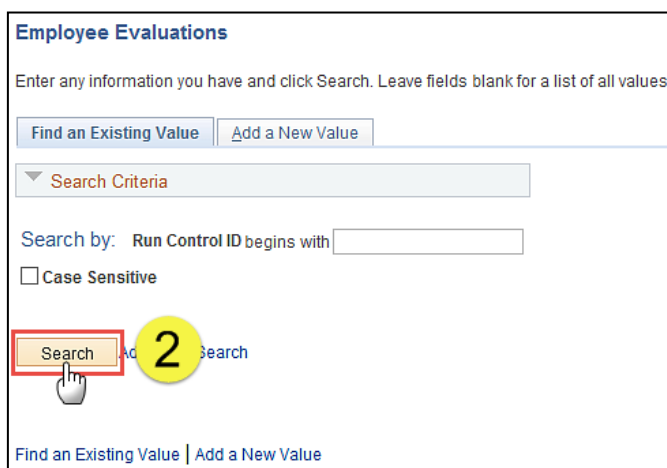 Employee Evaluations
Enter any information you have and click Search. Leave fields blank for a list of all values
Find an Existing Value Add a New Value
Search Criteria
Search by: Run Control ID begins with
Case Sensitive
Search 2 Search
Find an Existing Value | Add a New Value